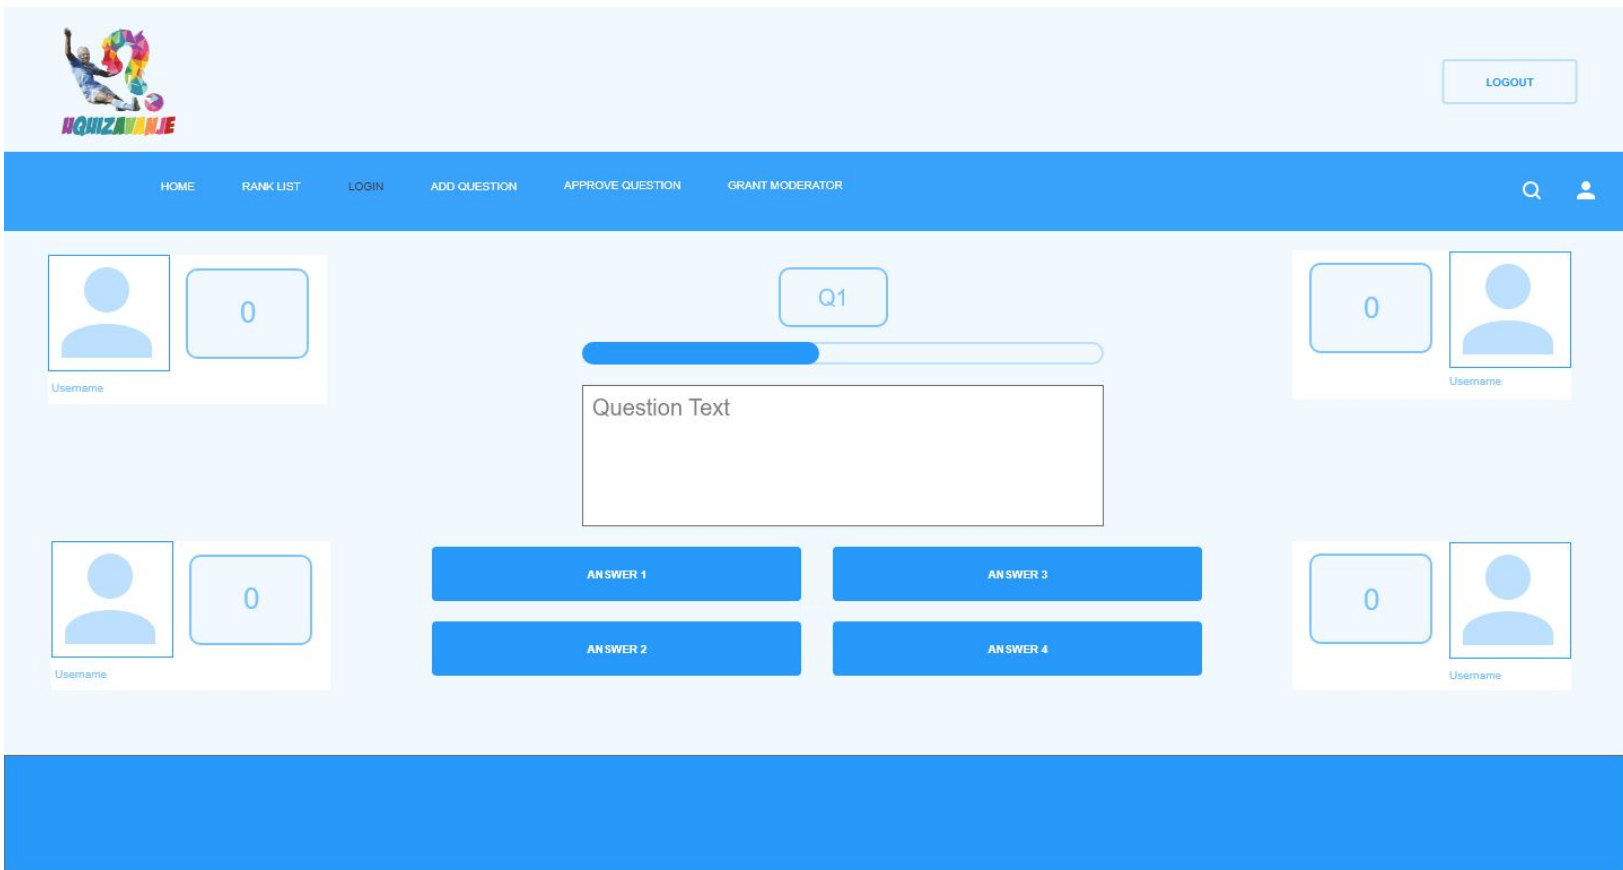 UQUIZAVANJE
LOGOUT
HOME RANK LIST LOGIN ADD QUESTION APPROVE QUESTION GRANT MODERATOR
0
Username
Q1
0
Username
Question Text
0
Username
ANSWER 1
ANSWER 3
ANSWER 2
ANSWER 4
0
Username